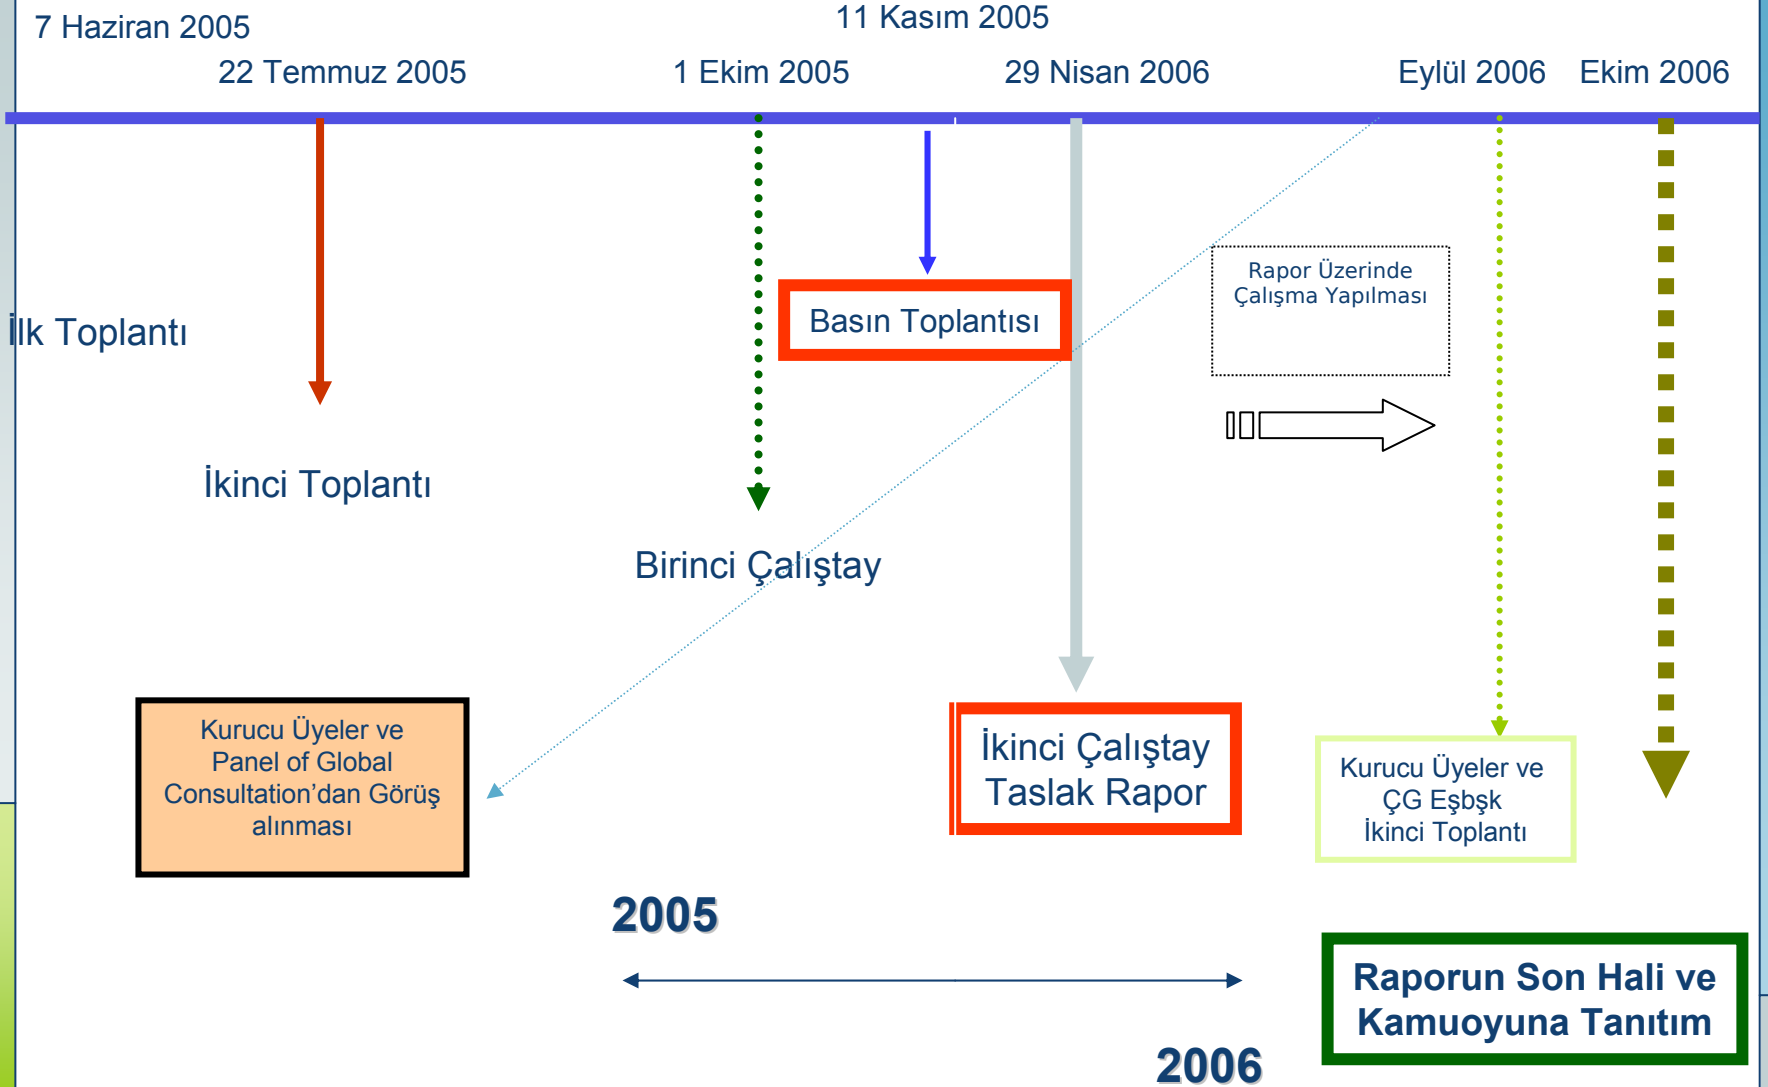 7 Haziran 2005
11 Kasım 2005
22 Temmuz 2005
1 Ekim 2005
29 Nisan 2006
Eylül 2006
Ekim 2006
Rapor Üzerinde
Çalışma Yapılması
Basın Toplantısı
İlk Toplantı
İkinci Toplantı
Birinci Çalıştay
Kurucu Üyeler ve
Panel of Global
Consultation’dan Görüş
alınması
İkinci Çalıştay
Taslak Rapor
Kurucu Üyeler ve
ÇG Eşbşk
İkinci Toplantı
2005
Raporun Son Hali ve
Kamuoyuna Tanıtım
2006